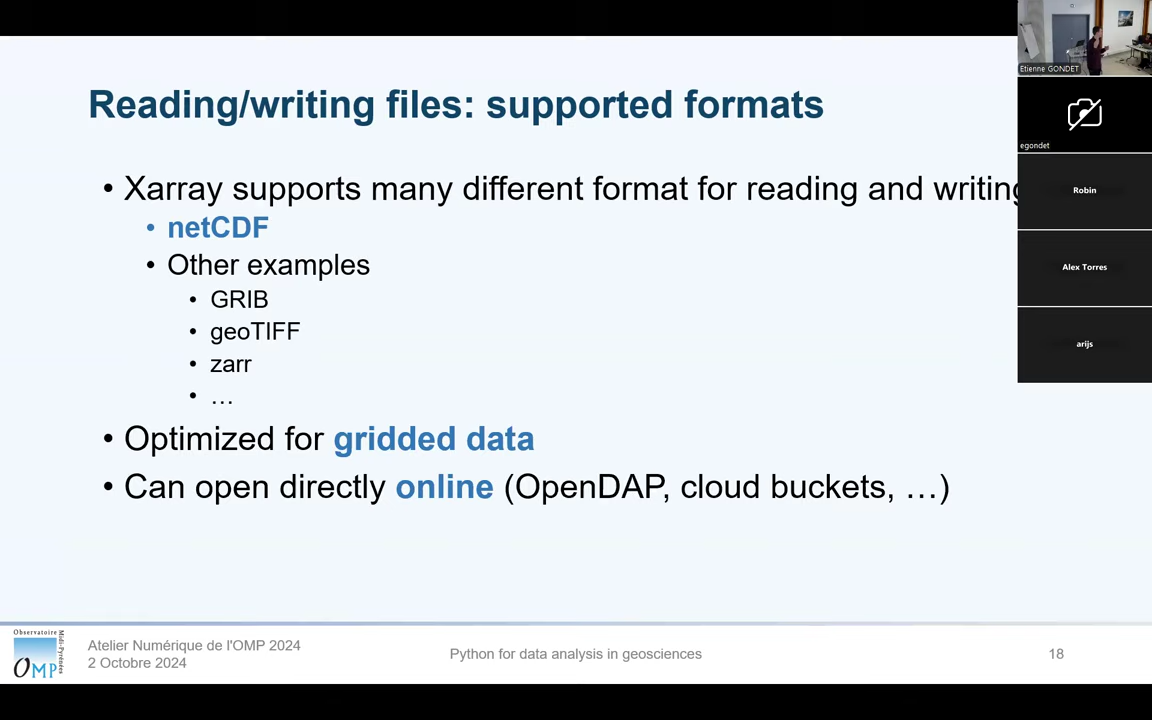 Reading/writing files: supported formats
• Xarray supports many different format for reading and writing
• netCDF
• Other examples
• GRIB
• geoTIFF
• zarr
• …
• Optimized for gridded data
• Can open directly online (OpenDAP, cloud buckets, …)
Etienne GONDET
egondet
Robin
Alex Torres
arijs
Observatoire
Midi-Pyrénées
OMP
Atelier Numérique de l'OMP 2024
2 Octobre 2024
Python for data analysis in geosciences
18